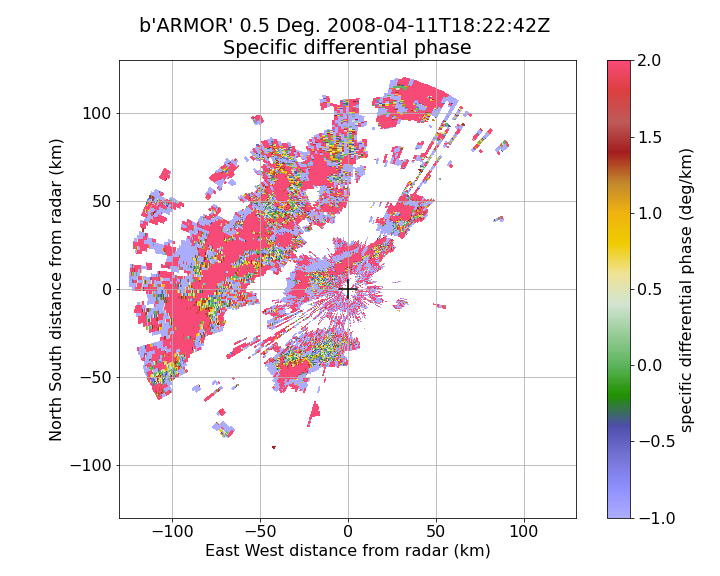 b'ARMOR' 0.5 Deg. 2008-04-11T18:22:42Z
Specific differential phase
North South distance from radar (km)
100
50
0
−50
−100
−100 −50 0 50 100
East West distance from radar (km)
2.0
1.5
1.0
0.5
0.0
−0.5
−1.0
specific differential phase (deg/km)